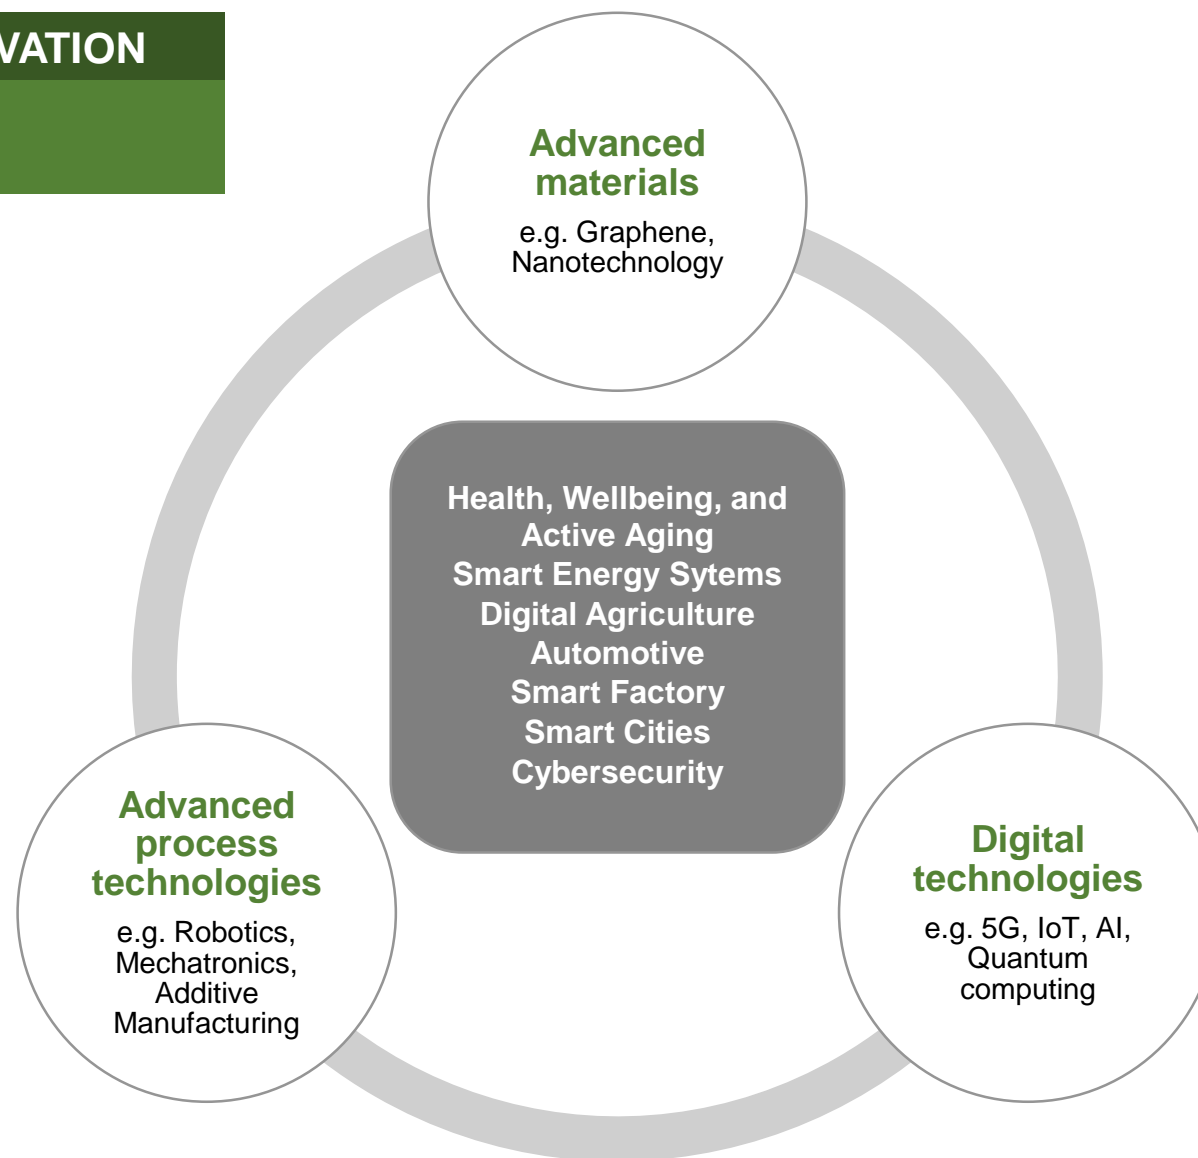 VATION
Advanced
materials
e.g. Graphene,
Nanotechnology
Health, Wellbeing, and
Active Aging
Smart Energy Sytems
Digital Agriculture
Automotive
Smart Factory
Smart Cities
Cybersecurity
Advanced
process
technologies
e.g. Robotics,
Mechatronics,
Additive
Manufacturing
Digital
technologies
e.g. 5G, IoT, AI,
Quantum
computing